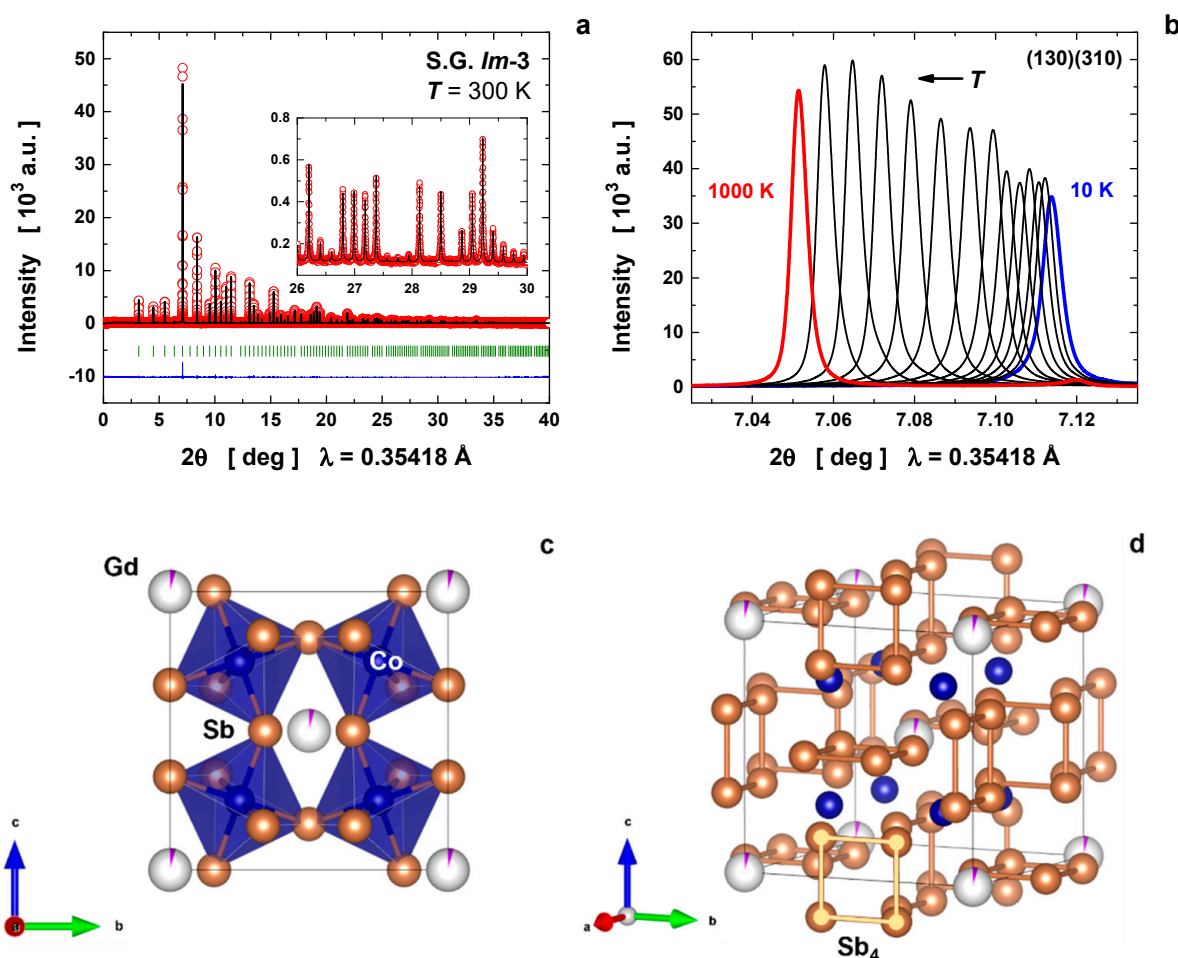 a
S.G. Im-3
T = 300 K
Intensity [ 10³ a.u. ]
50
40
30
20
10
0
-10
0.8
0.6
0.4
0.2
26 27 28 29 30
0 5 10 15 20 25 30 35 40
2θ [ deg ] λ = 0.35418 Å
b
(130)(310)
T
1000 K
10 K
Intensity [ 10³ a.u. ]
70
60
50
40
30
20
10
0
7.04 7.06 7.08 7.10 7.12
2θ [ deg ] λ = 0.35418 Å
c
Gd
Co
Sb
c
a
b
d
c
a
b
Sb₄